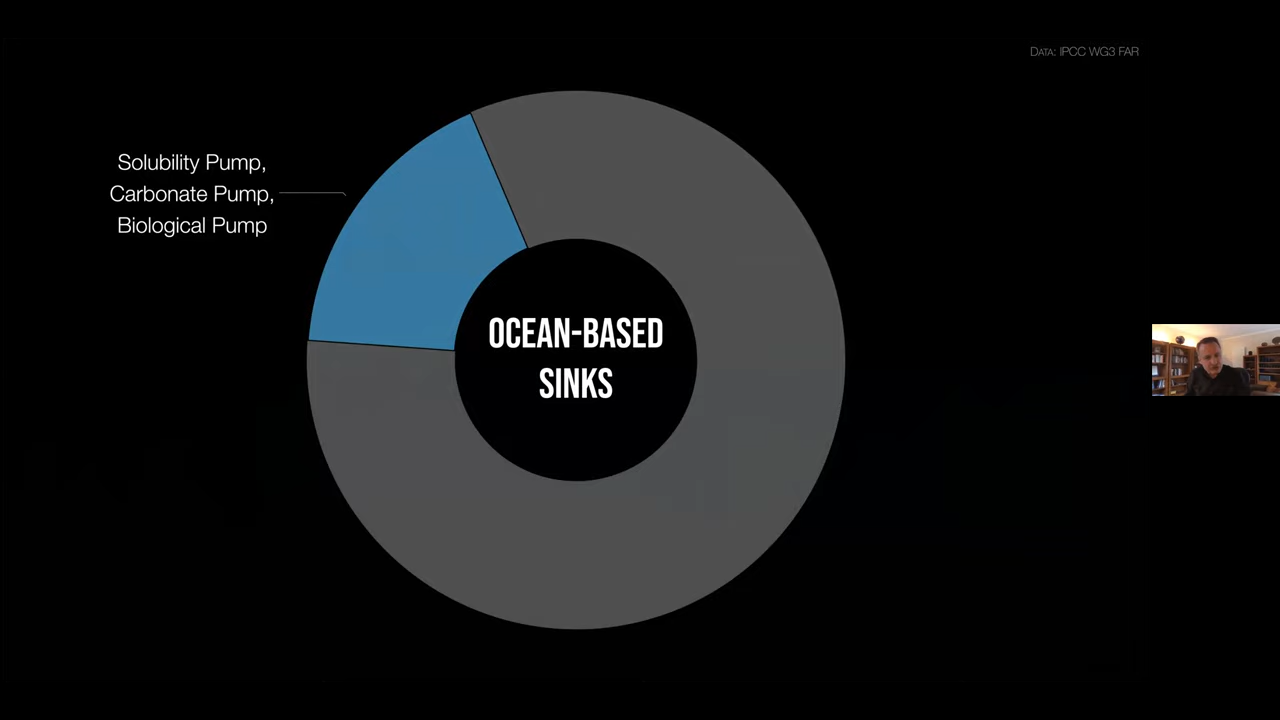 DATA: IPCC WG3 FAR
Solubility Pump,
Carbonate Pump,
Biological Pump
OCEAN-BASED
SINKS